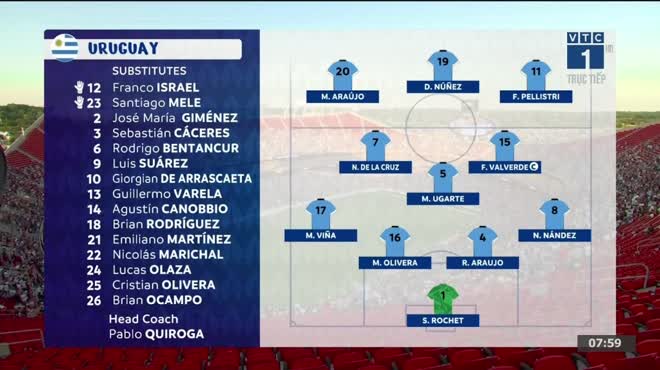 URUGUAY
SUBSTITUTES
12 Franco ISRAEL
23 Santiago MELE
2 José María GIMÉNEZ
3 Sebastián CÁCERES
6 Rodrigo BENTANCUR
9 Luis SUÁREZ
10 Giorgian DE ARRASCAETA
13 Guillermo VARELA
14 Agustín CANOBBIO
18 Brian RODRÍGUEZ
21 Emiliano MARTÍNEZ
22 Nicolás MARICHAL
24 Lucas OLAZA
25 Cristian OLIVERA
26 Brian OCAMPO
Head Coach
Pablo QUIROGA
20
M. ARAÚJO
19
D. NÚÑEZ
11
F. PELLISTRI
7
N. DE LA CRUZ
15
F. VALVERDE C
5
M. UGARTE
17
M. VIÑA
8
N. NÁNDEZ
16
M. OLIVERA
4
R. ARAUJO
1
S. ROCHET
VTC
1
TRỰC TIẾP
07:59